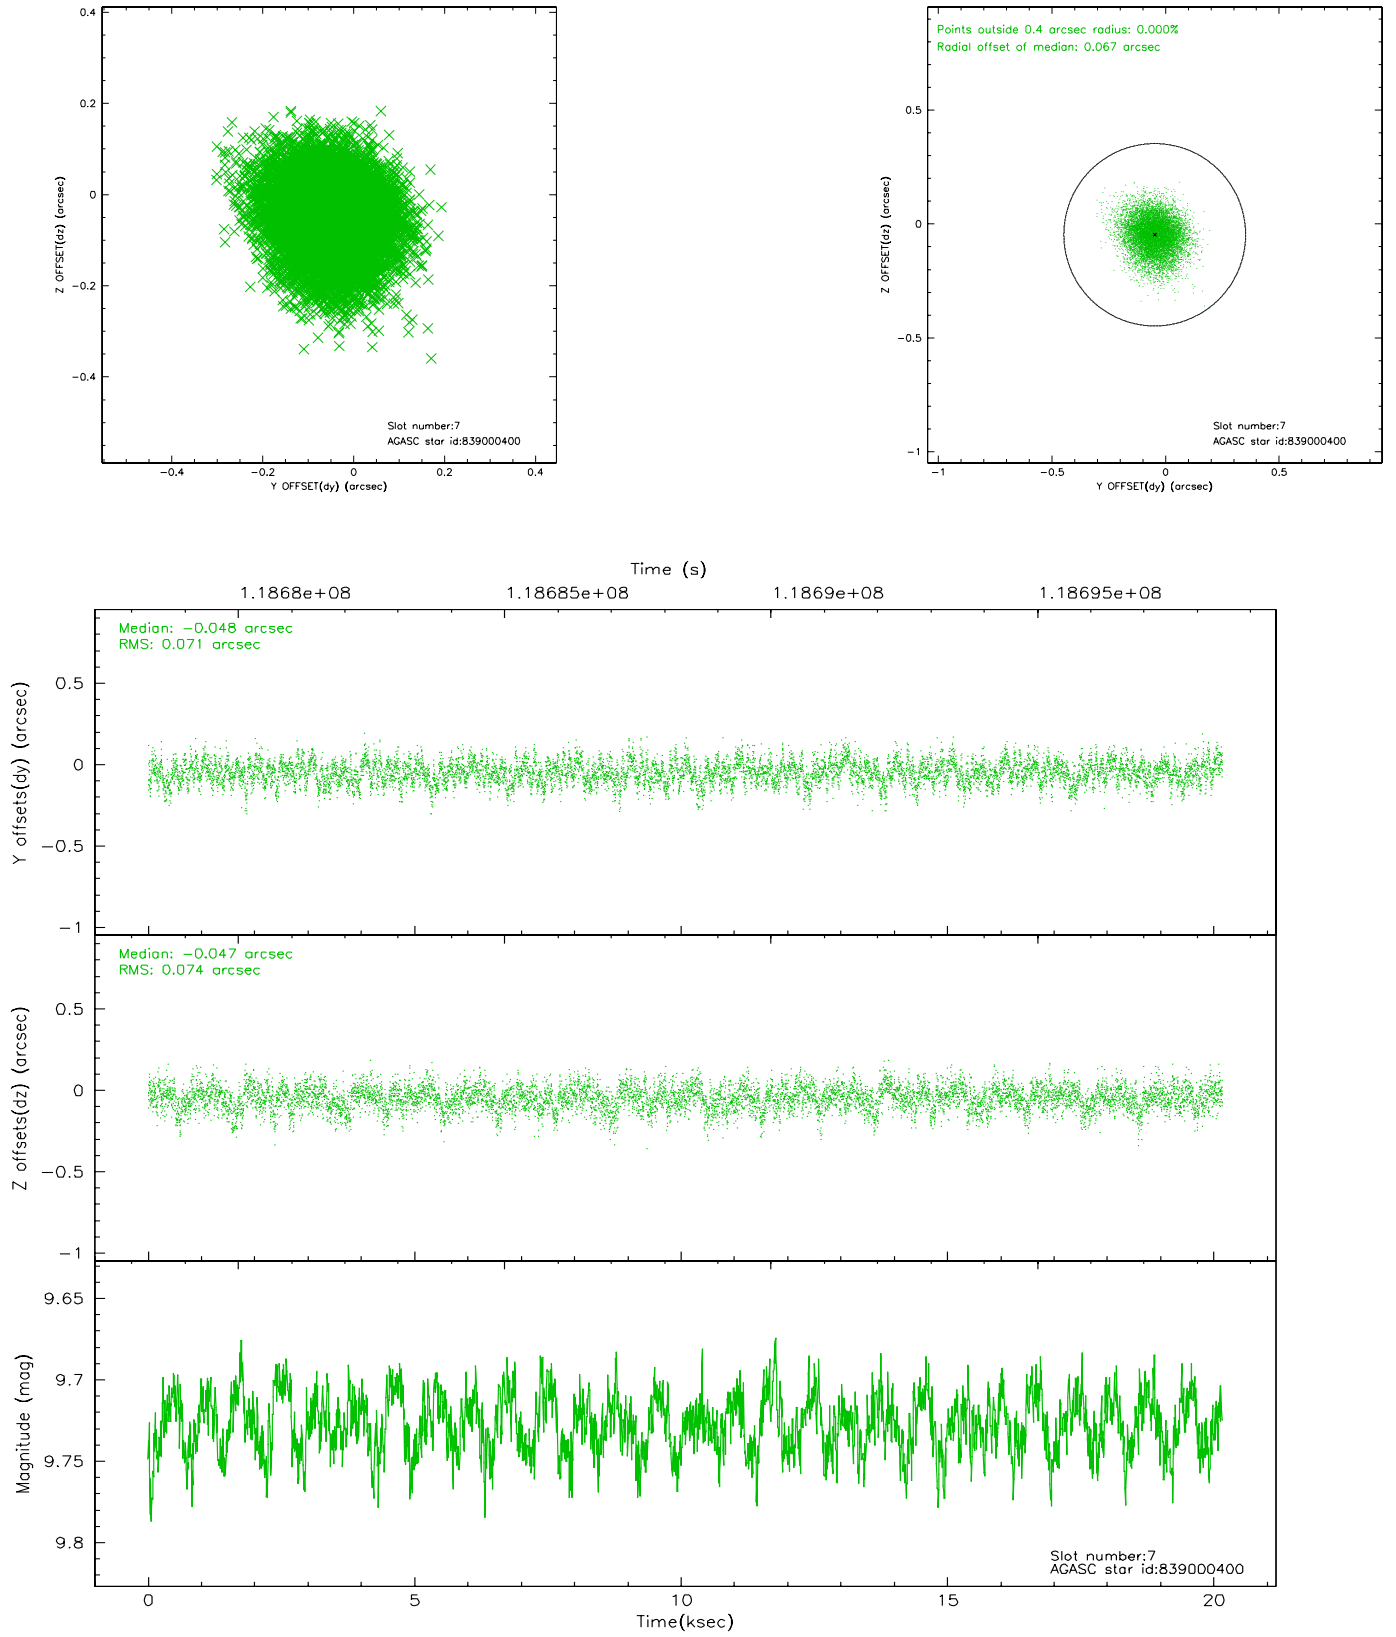 0.4
0.2
0
−0.2
−0.4
Z OFFSET(dz) (arcsec)
Slot number:7
AGASC star id:839000400
−0.4
−0.2
0
0.2
0.4
Y OFFSET(dy) (arcsec)
Points outside 0.4 arcsec radius: 0.000%
Radial offset of median: 0.067 arcsec
0.5
0
−0.5
−1
Z OFFSET(dz) (arcsec)
Slot number:7
AGASC star id:839000400
−1
−0.5
0
0.5
Y OFFSET(dy) (arcsec)
Time (s)
1.1868e+08
1.18685e+08
1.1869e+08
1.18695e+08
Median: −0.048 arcsec
RMS: 0.071 arcsec
0.5
0
−0.5
−1
Y offsets(dy) (arcsec)
Median: −0.047 arcsec
RMS: 0.074 arcsec
0.5
0
−0.5
−1
Z offsets(dz) (arcsec)
9.65
9.7
9.75
9.8
Magnitude (mag)
Slot number:7
AGASC star id:839000400
0
5
10
15
20
Time(ksec)